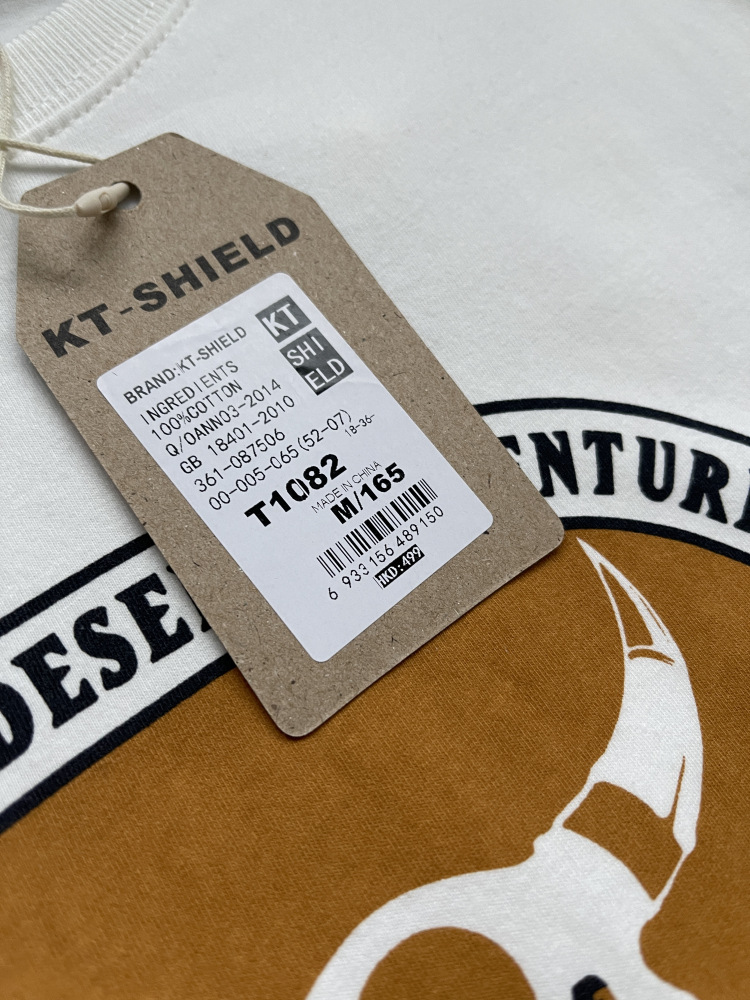 KT-SHIELD
BRAND:KT-SHIELD
KT
SHI
ELD
INGREDIENTS
100%COTTON
Q/OANN03-2014
GB 18401-2010
361-087506
00-005-065(52-07)
18-36-
T1082
MADE IN CHINA
M/165
6 933156 489150
HKD:499
DESE
ENTUR